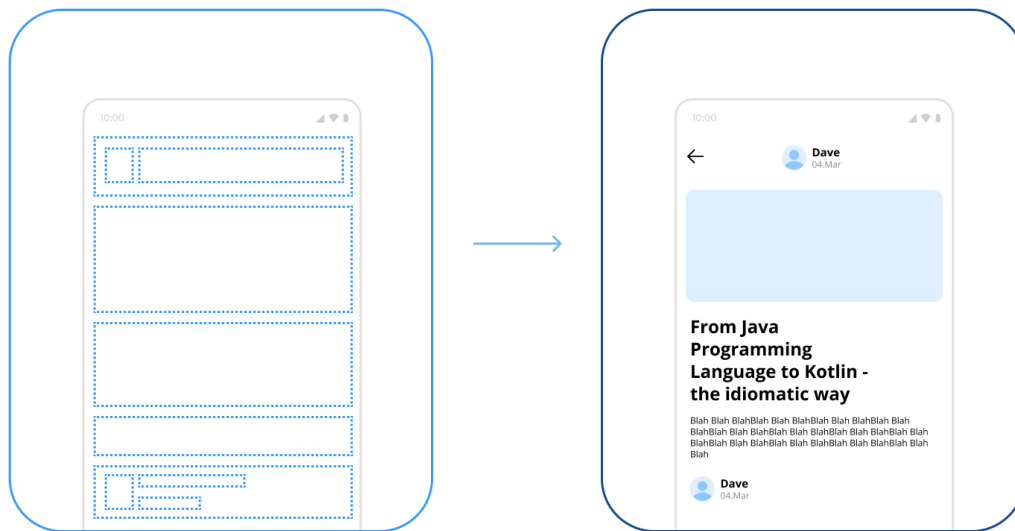 10:00
10:00
Dave
04.Mar
From Java
Programming
Language to Kotlin -
the idiomatic way
Blah Blah BlahBlah Blah BlahBlah Blah BlahBlah Blah
BlahBlah Blah BlahBlah Blah BlahBlah Blah BlahBlah Blah
BlahBlah Blah BlahBlah Blah BlahBlah Blah BlahBlah Blah
Blah
Dave
04.Mar